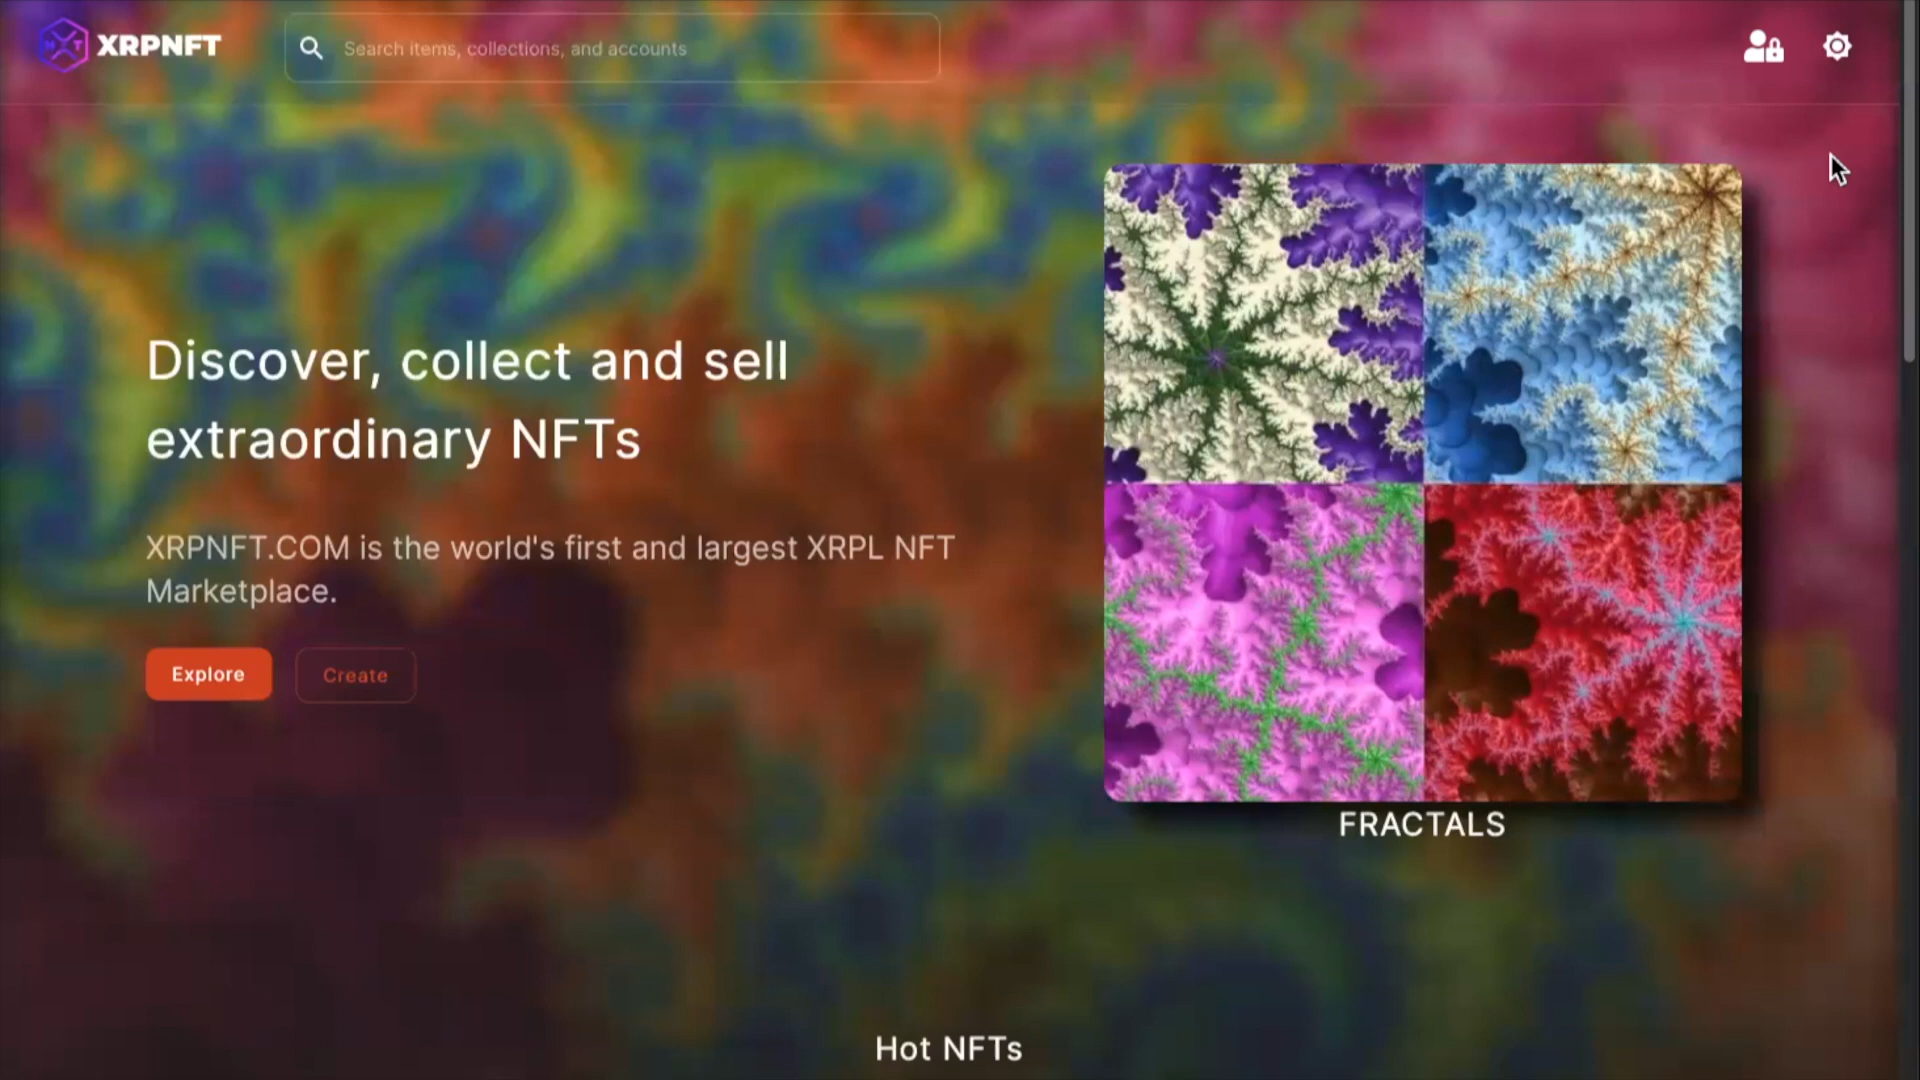 XRPNFT
Search items, collections, and accounts
Discover, collect and sell
extraordinary NFTs
XRPNFT.COM is the world's first and largest XRPL NFT
Marketplace.
Explore
Create
FRACTALS
Hot NFTs